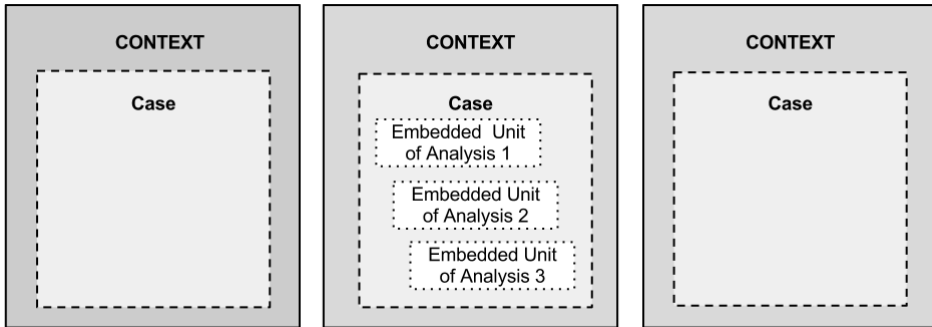 CONTEXT
Case
CONTEXT
Case
Embedded Unit
of Analysis 1
Embedded Unit
of Analysis 2
Embedded Unit
of Analysis 3
CONTEXT
Case